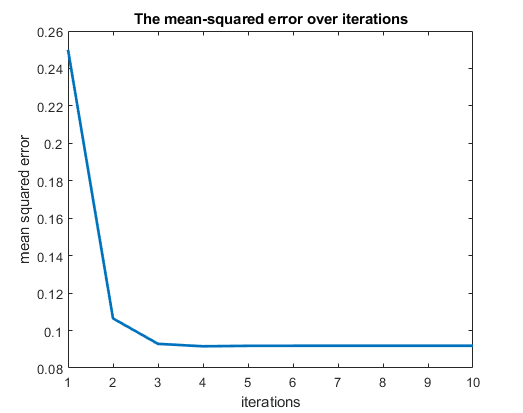 The mean-squared error over iterations
0.26
0.24
0.22
0.2
0.18
0.16
0.14
0.12
0.1
0.08
mean squared error
1 2 3 4 5 6 7 8 9 10
iterations